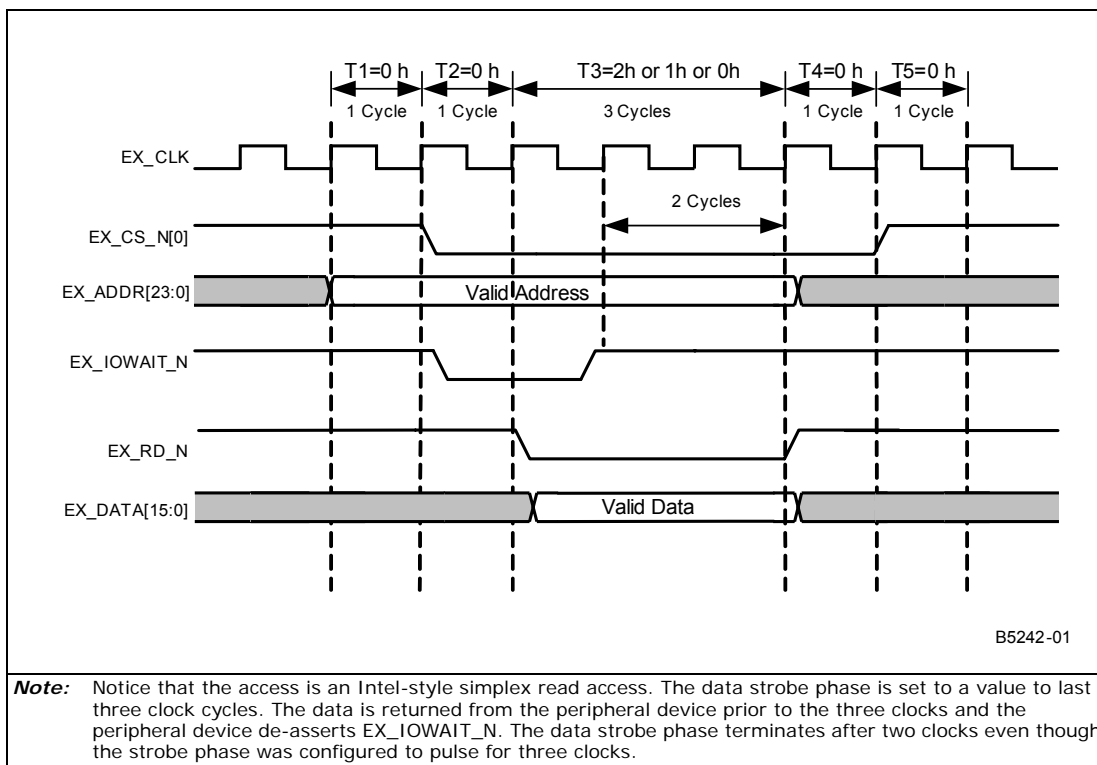 T1=0 h T2=0 h T3=2h or 1h or 0h T4=0 h T5=0 h
1 Cycle 1 Cycle 3 Cycles 1 Cycle 1 Cycle
EX_CLK
2 Cycles
EX_CS_N[0]
EX_ADDR[23:0] Valid Address
EX_IOWAIT_N
EX_RD_N
EX_DATA[15:0] Valid Data
B5242-01
Note: Notice that the access is an Intel-style simplex read access. The data strobe phase is set to a value to last
three clock cycles. The data is returned from the peripheral device prior to the three clocks and the
peripheral device de-asserts EX_IOWAIT_N. The data strobe phase terminates after two clocks even though
the strobe phase was configured to pulse for three clocks.